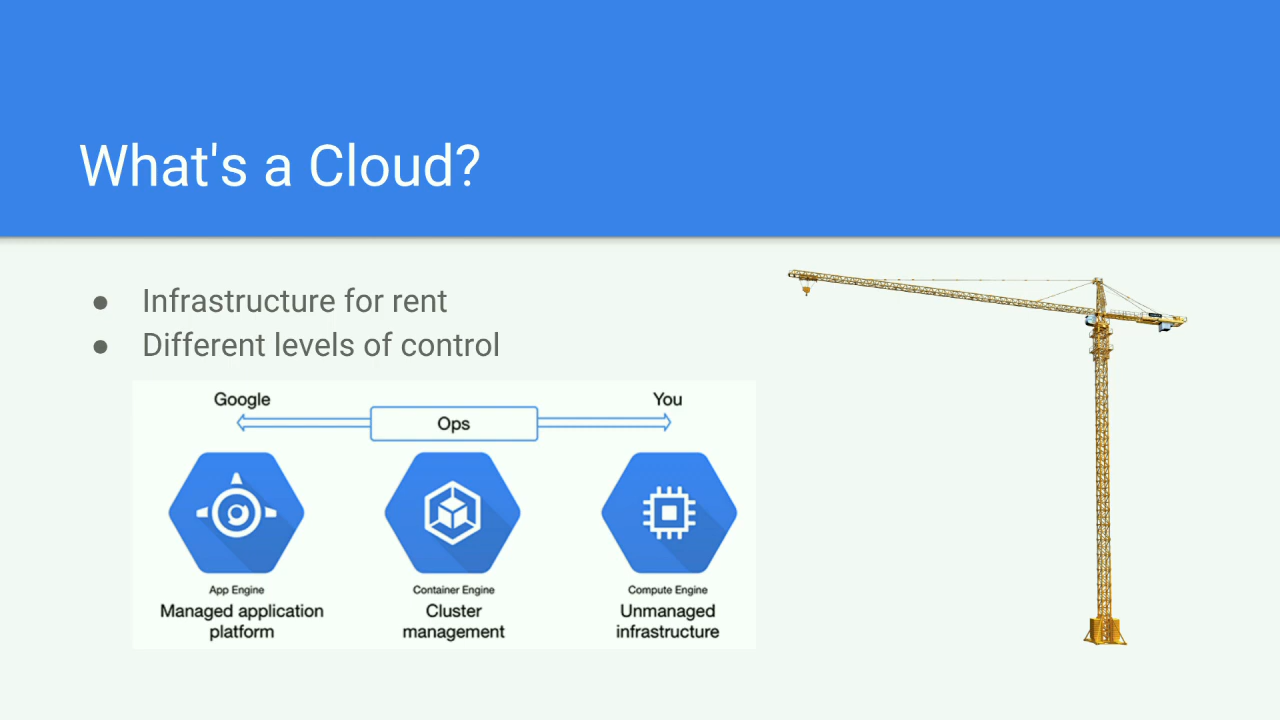 What's a Cloud?
● Infrastructure for rent
● Different levels of control
Google
You
Ops
App Engine
Managed application
platform
Container Engine
Cluster
management
Compute Engine
Unmanaged
infrastructure